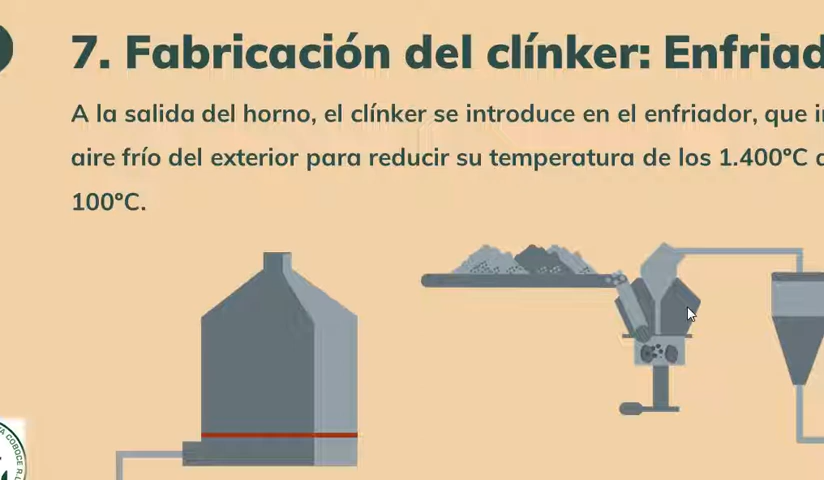 7. Fabricación del clínker: Enfriad
A la salida del horno, el clínker se introduce en el enfriador, que
aire frío del exterior para reducir su temperatura de los 1.400°C
100°C.
COBOCE R.L